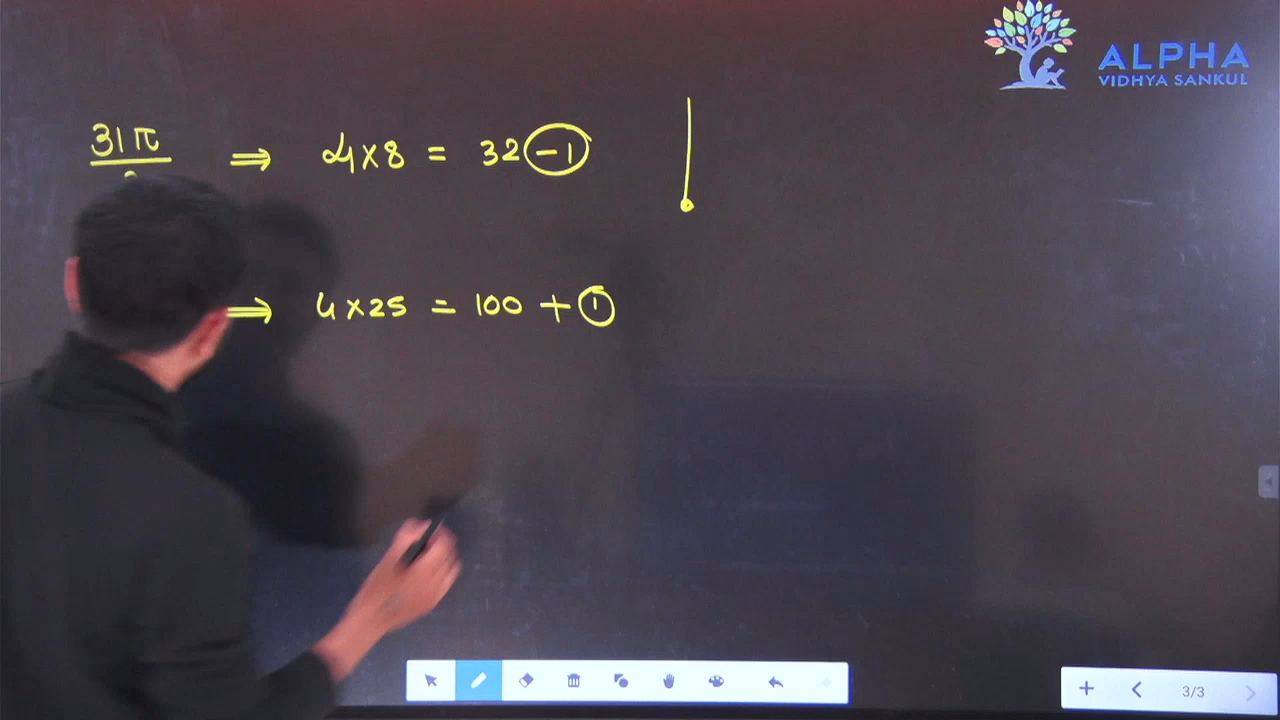 ALPHA
VIDHYA SANKUL
31π ⇒ 4×8 = 32 -1
⇒ 4×25 = 100 + 1
3/3